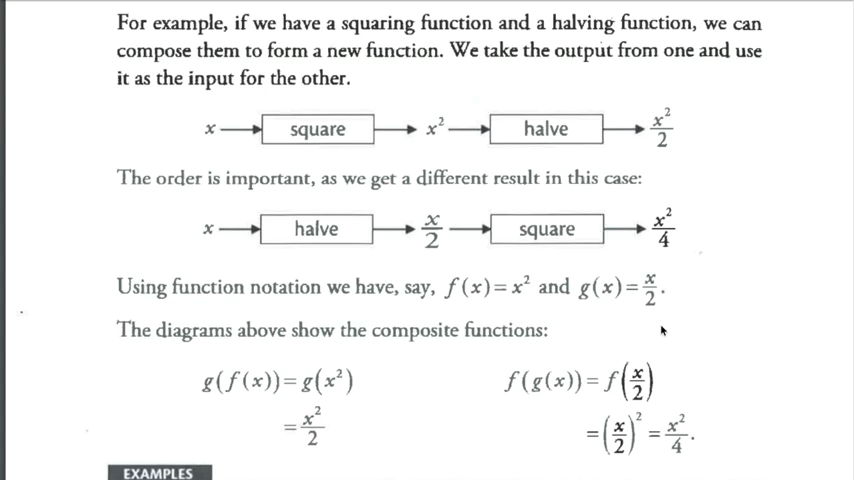 For example, if we have a squaring function and a halving function, we can
compose them to form a new function. We take the output from one and use
it as the input for the other.
x → square → x² → halve → x²/2
The order is important, as we get a different result in this case:
x → halve → x/2 → square → x²/4
Using function notation we have, say, f(x)=x² and g(x)=x/2.
The diagrams above show the composite functions:
g(f(x))=g(x²) f(g(x))=f(x/2)
=x²/2 =(x/2)²=x²/4.
EXAMPLES